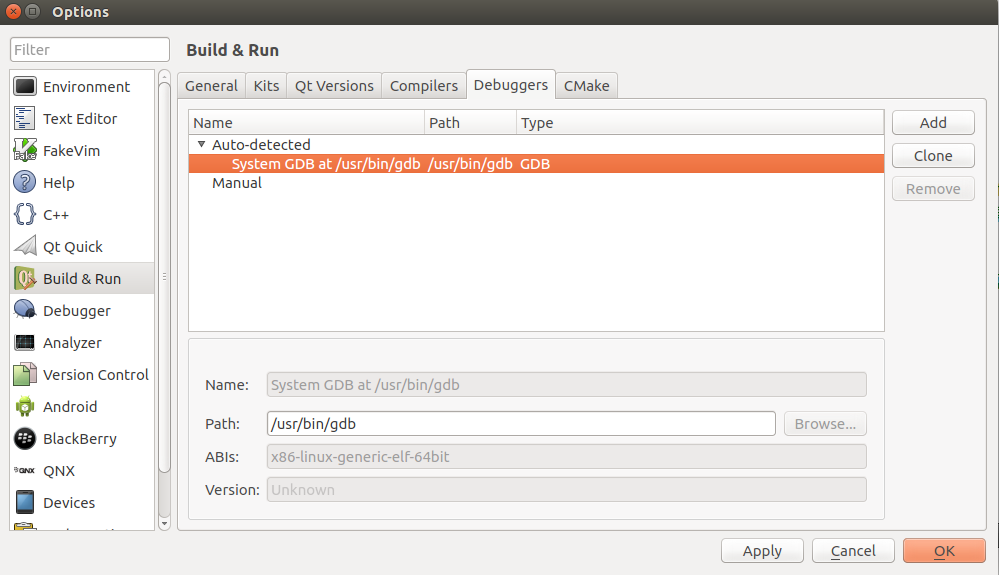 Options
Filter
Build & Run
Environment
Text Editor
FakeVim
Help
C++
Qt Quick
Build & Run
Debugger
Analyzer
Version Control
Android
BlackBerry
QNX
Devices
General Kits Qt Versions Compilers Debuggers CMake
Name Path Type
Auto-detected
System GDB at /usr/bin/gdb /usr/bin/gdb GDB
Manual
Add
Clone
Remove
Name: System GDB at /usr/bin/gdb
Path: /usr/bin/gdb Browse...
ABIs: x86-linux-generic-elf-64bit
Version: Unknown
Apply Cancel OK